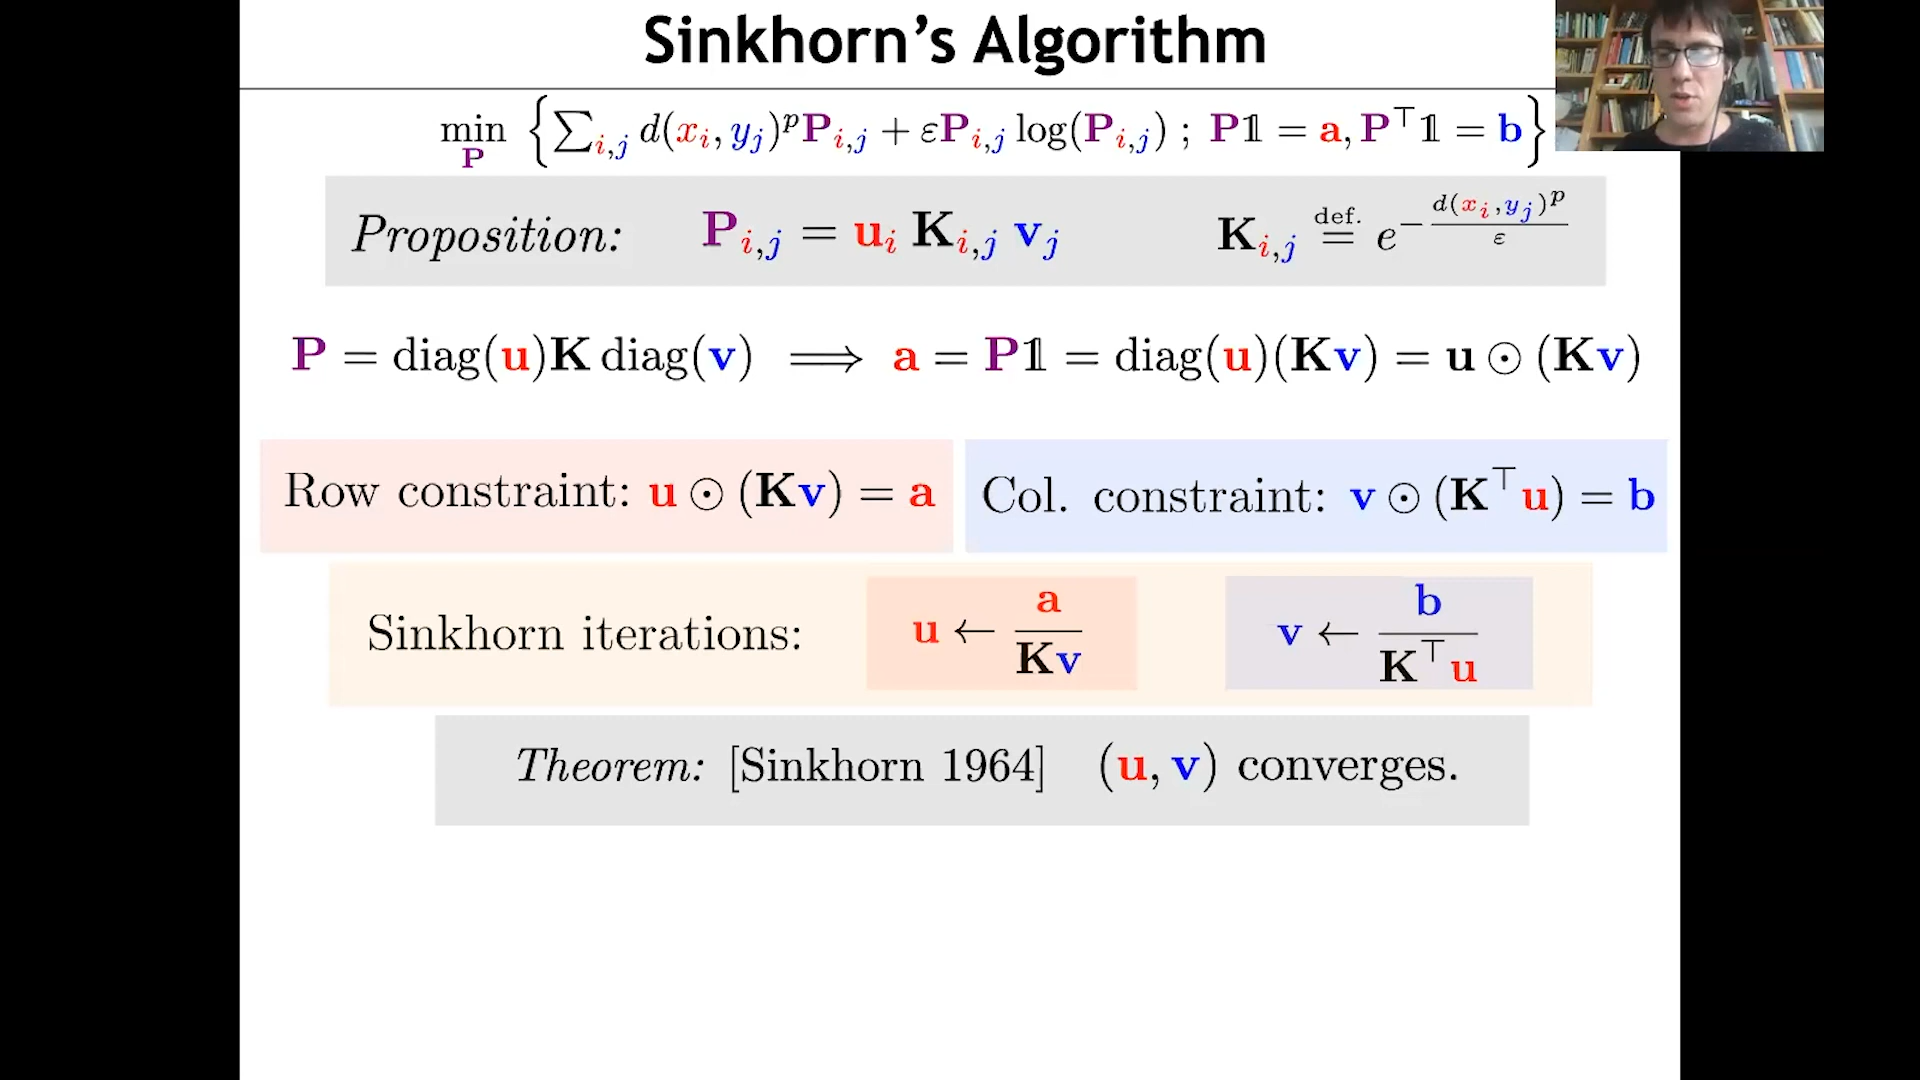 Sinkhorn's Algorithm
min_P { ∑_{i,j} d(x_i, y_j)^p P_{i,j} + εP_{i,j} log(P_{i,j}) ; P𝟙 = a, P^⊤𝟙 = b }
Proposition: P_{i,j} = u_i K_{i,j} v_j K_{i,j} def.= e^{−d(x_i,y_j)^p / ε}
P = diag(u)K diag(v) ⟹ a = P𝟙 = diag(u)(Kv) = u ⊙ (Kv)
Row constraint: u ⊙ (Kv) = a Col. constraint: v ⊙ (K^⊤u) = b
Sinkhorn iterations: u ← a / Kv v ← b / K^⊤u
Theorem: [Sinkhorn 1964] (u, v) converges.